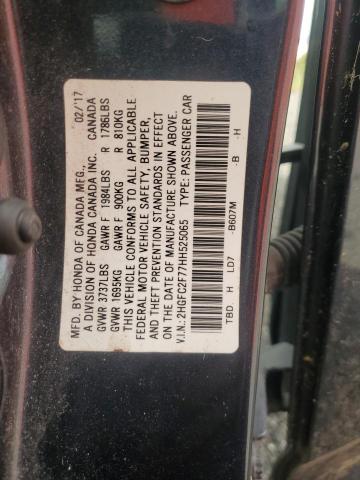 MFD. BY HONDA OF CANADA MFG., 02/'17
A DIVISION OF HONDA CANADA INC. CANADA
GVWR 3737LBS GAWR F 1984LBS R 1786LBS
GVWR 1695KG GAWR F 900KG R 810KG
THIS VEHICLE CONFORMS TO ALL APPLICABLE
FEDERAL MOTOR VEHICLE SAFETY, BUMPER,
AND THEFT PREVENTION STANDARDS IN EFFECT
ON THE DATE OF MANUFACTURE SHOWN ABOVE.
V.I.N.: 2HGFC2F77HH525065 TYPE: PASSENGER CAR
TBD H LD7 -B607M -B -H